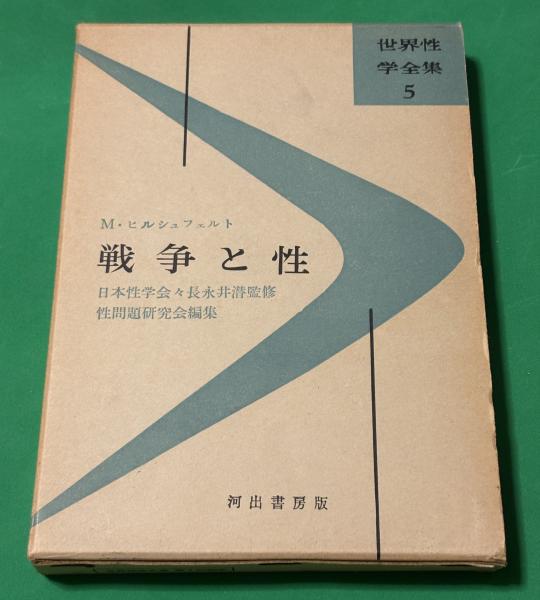 世界性
学全集
5
M・ヒルシュフェルト
戦争と性
日本性学会々長永井潜監修
性問題研究会編集
河出書房版